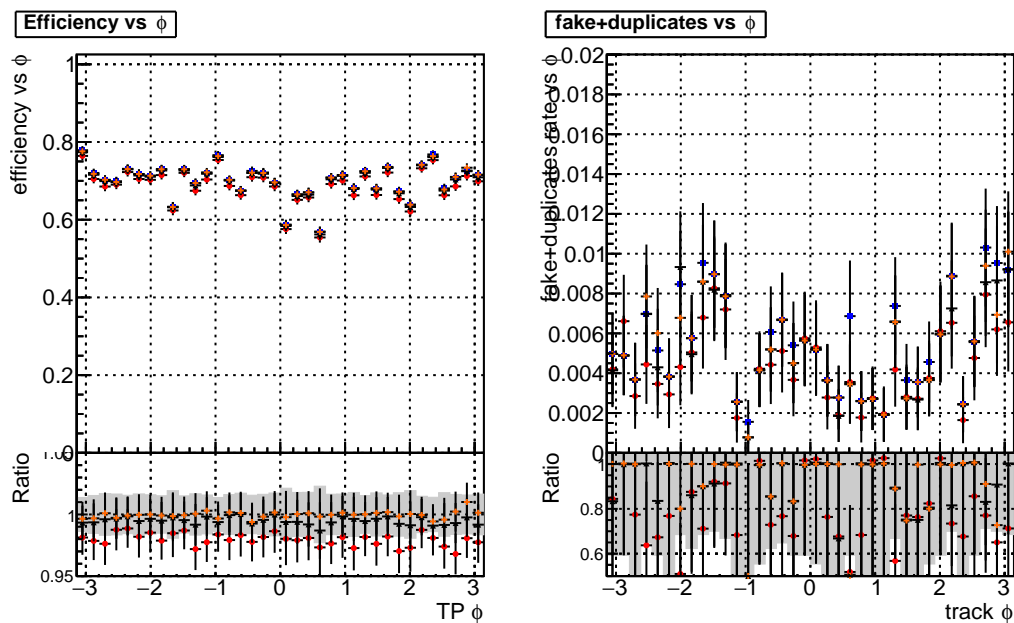 Efficiency vs ϕ
efficiency vs ϕ
1
0.8
0.6
0.4
0.2
0
Ratio
1
0.95
−3 −2 −1 0 1 2 3
TP ϕ
fake+duplicates vs ϕ
fake+duplicates rate vs ϕ
0.02
0.018
0.016
0.014
0.012
0.01
0.008
0.006
0.004
0.002
0
Ratio
1
0.8
0.6
−3 −2 −1 0 1 2 3
track ϕ